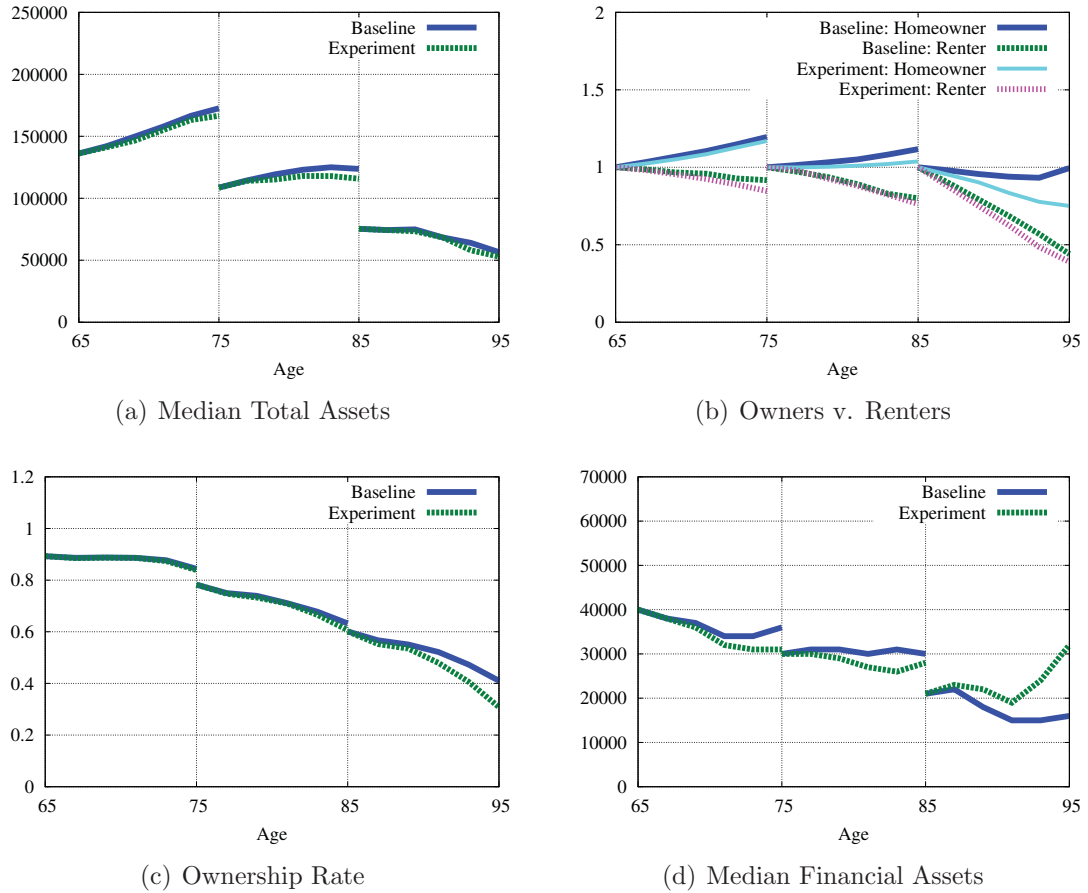 250000
200000
150000
100000
50000
0
65
75
85
95
Age
Baseline
Experiment
(a) Median Total Assets
2
1.5
1
0.5
0
65
75
85
95
Age
Baseline: Homeowner
Baseline: Renter
Experiment: Homeowner
Experiment: Renter
(b) Owners v. Renters
1.2
1
0.8
0.6
0.4
0.2
0
65
75
85
95
Age
Baseline
Experiment
(c) Ownership Rate
70000
60000
50000
40000
30000
20000
10000
0
65
75
85
95
Age
Baseline
Experiment
(d) Median Financial Assets